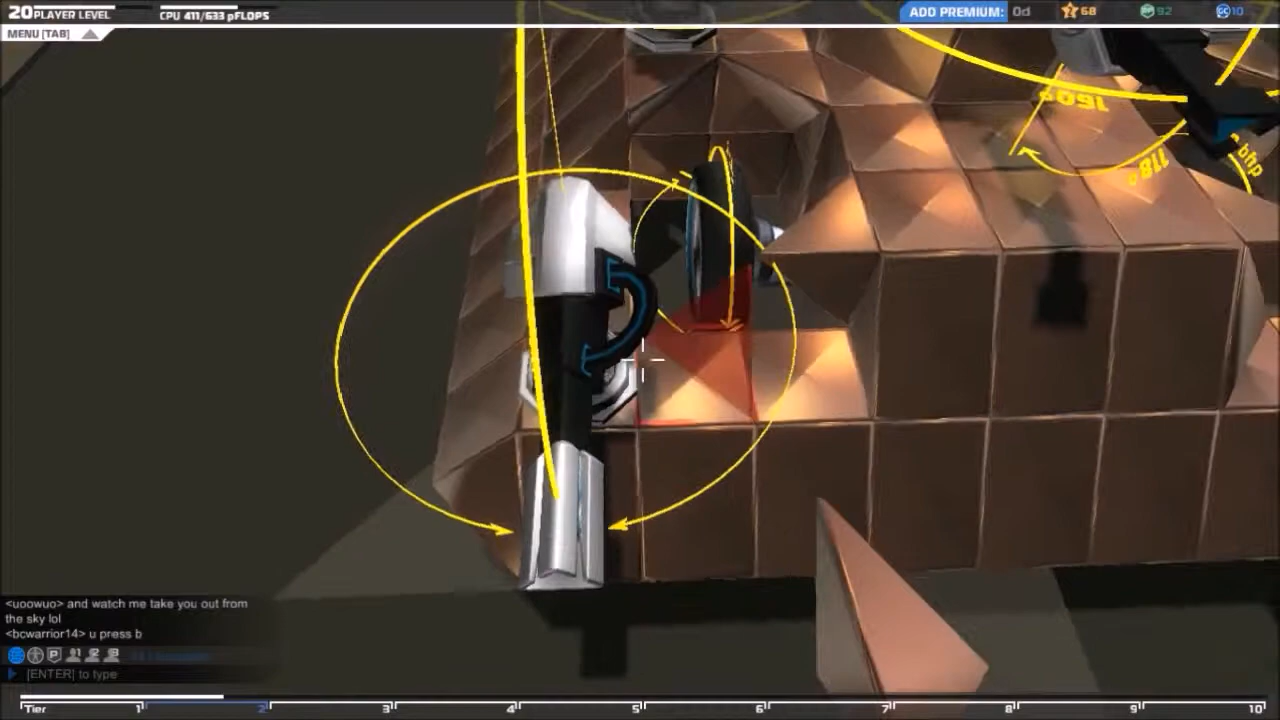 20 PLAYER LEVEL
CPU 411/633 pFLOPS
ADD PREMIUM: 0d
68
92
GC 10
MENU [TAB]
160°
118°
<uoowuo> and watch me take you out from
the sky lol
<bcwarrior14> u press b
[ENTER] to type
Tier 1 2 3 4 5 6 7 8 9 10